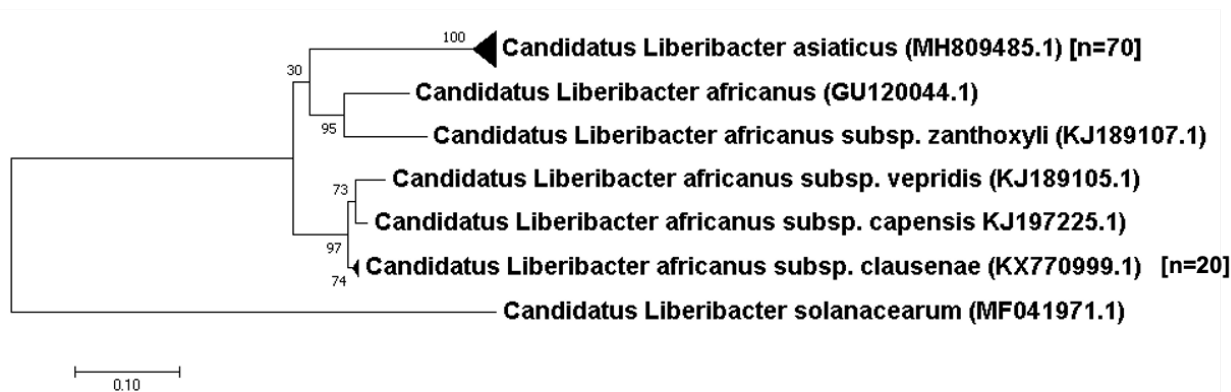 100
Candidatus Liberibacter asiaticus (MH809485.1) [n=70]
30
Candidatus Liberibacter africanus (GU120044.1)
95
Candidatus Liberibacter africanus subsp. zanthoxyli (KJ189107.1)
Candidatus Liberibacter africanus subsp. vepridis (KJ189105.1)
73
Candidatus Liberibacter africanus subsp. capensis KJ197225.1)
97
Candidatus Liberibacter africanus subsp. clausenae (KX770999.1) [n=20]
74
Candidatus Liberibacter solanacearum (MF041971.1)
0.10